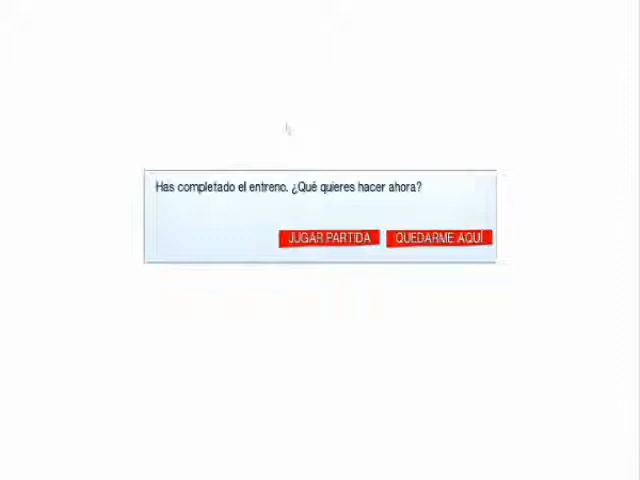 Has completado el entreno. ¿Qué quieres hacer ahora?
JUGAR PARTIDA QUEDARME AQUÍ